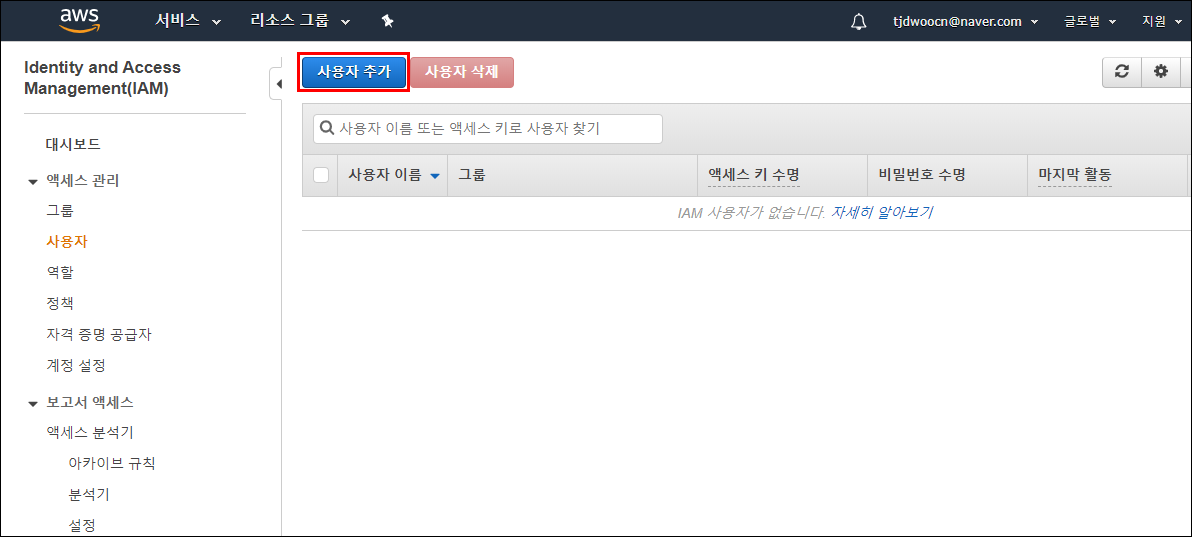 aws 서비스 리소스 그룹 tjdwoocn@naver.com 글로벌 지원
Identity and Access
Management(IAM)
대시보드
액세스 관리
그룹
사용자
역할
정책
자격 증명 공급자
계정 설정
보고서 액세스
액세스 분석기
아카이브 규칙
분석기
설정
사용자 추가 사용자 삭제
사용자 이름 또는 액세스 키로 사용자 찾기
사용자 이름 그룹 액세스 키 수명 비밀번호 수명 마지막 활동
IAM 사용자가 없습니다. 자세히 알아보기